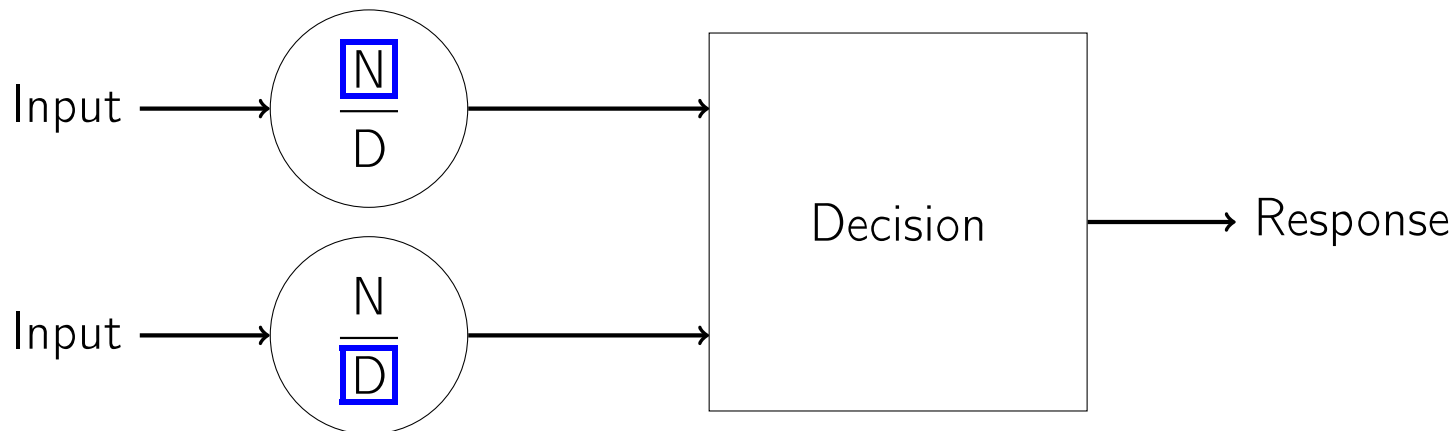 Input
N
D
Input
N
D
Decision
Response